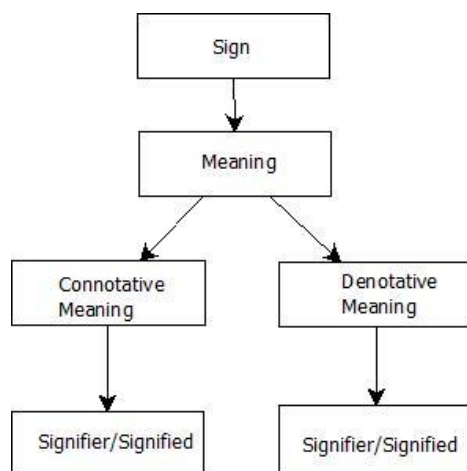 Sign
Meaning
Connotative
Meaning
Denotative
Meaning
Signifier/Signified
Signifier/Signified